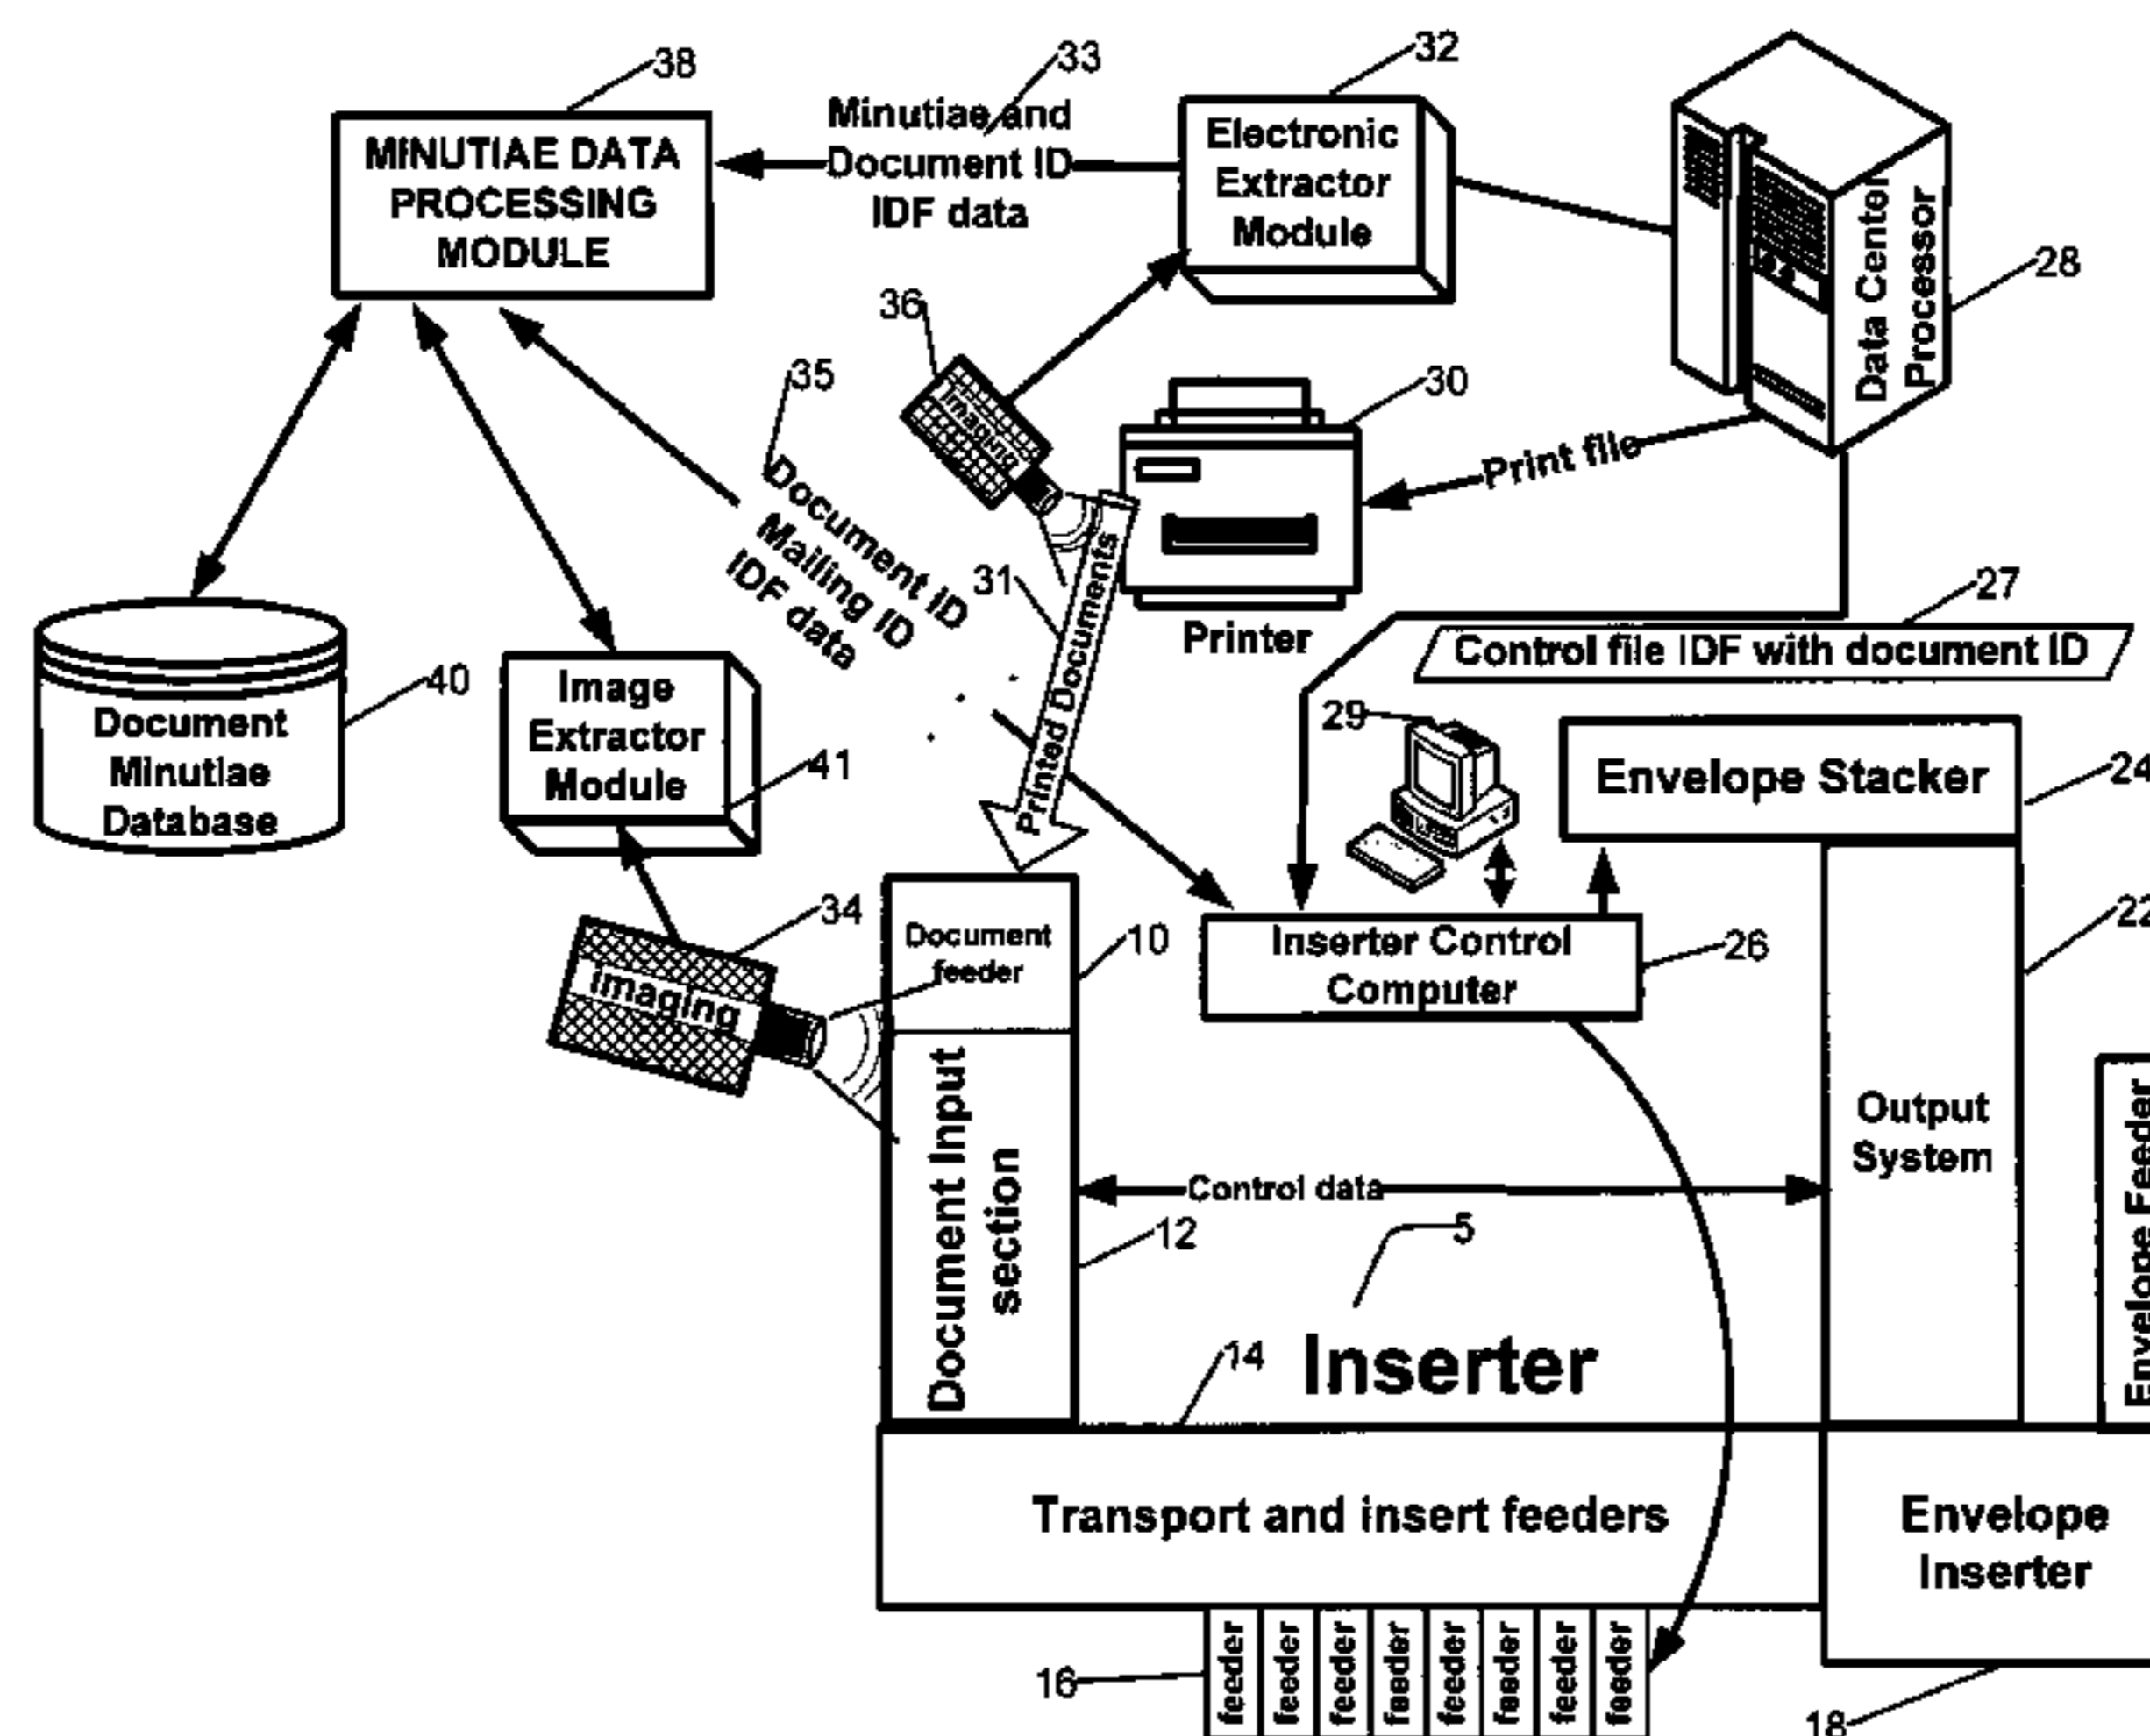 38
33
32
MINUTIAE DATA
PROCESSING
MODULE
Minutiae and
Document ID
IDF data
Electronic
Extractor
Module
Data Center
Processor
28
36
imaging
35
Document ID
Mailing ID
IDF data
30
Print file
Printer
31
Printed Documents
27
Control file IDF with document ID
Document
Minutiae
Database
40
Image
Extractor
Module
41
29
Envelope Stacker
24
34
imaging
Document
feeder
10
Inserter Control
Computer
26
22
Document Input
section
12
Control data
Output
System
Envelope Feeder
5
Inserter
14
Transport and insert feeders
Envelope
Inserter
16
feeder
feeder
feeder
feeder
feeder
feeder
feeder
feeder
18